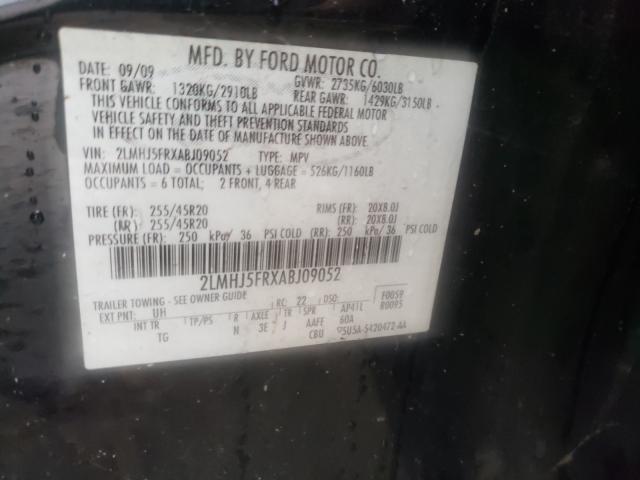 MFD. BY FORD MOTOR CO.
DATE: 09/09 GVWR: 2735KG/6030LB
FRONT GAWR: 1320KG/2910LB REAR GAWR: 1429KG/3150LB
THIS VEHICLE CONFORMS TO ALL APPLICABLE FEDERAL MOTOR
VEHICLE SAFETY AND THEFT PREVENTION STANDARDS
IN EFFECT ON THE DATE OF MANUFACTURE SHOWN ABOVE.
VIN: 2LMHJ5FRXABJ09052 TYPE: MPV
MAXIMUM LOAD = OCCUPANTS + LUGGAGE = 526KG/1160LB
OCCUPANTS = 6 TOTAL; 2 FRONT, 4 REAR
TIRE (FR): 255/45R20 RIMS (FR): 20X8.0J
(RR): 255/45R20 (RR): 20X8.0J
PRESSURE (FR): 250 kPa/ 36 PSI COLD (RR): 250 kPa/ 36 PSI COLD
2LMHJ5FRXABJ09052
TRAILER TOWING - SEE OWNER GUIDE
EXT PNT: UH RC: 22 AP41L F0059
R0095
INT TR TP/PS R AXLE TR SPR
TG N 3E J AAFF 60A
CBU 5U5A-5420472-AA